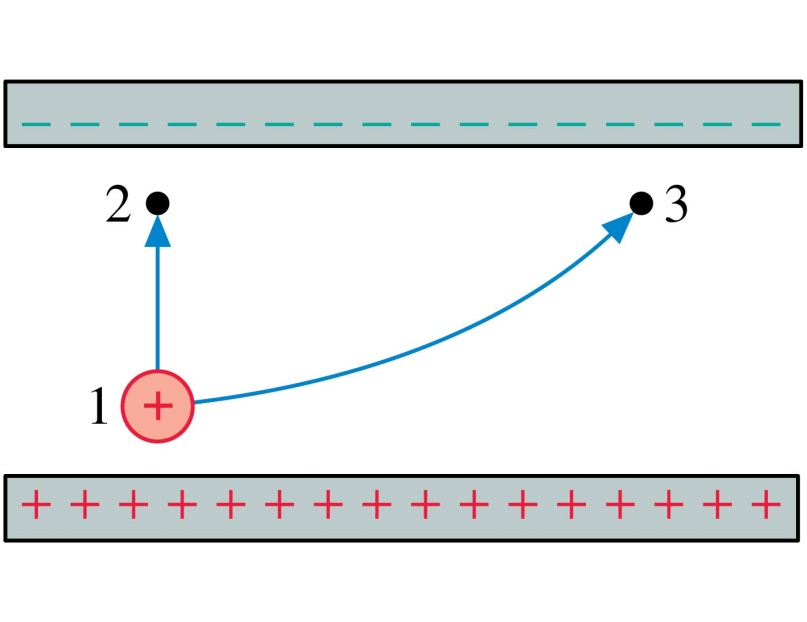 − − − − − − − − − − − − − − − −
2 3
1 +
+ + + + + + + + + + + + + + + +